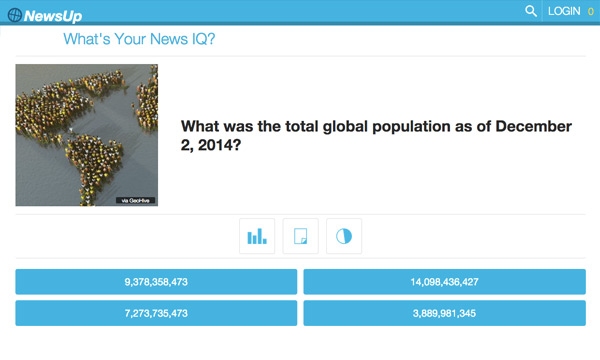 NewsUp
LOGIN 0
What's Your News IQ?
via GeoHive
What was the total global population as of December
2, 2014?
9,378,358,473
14,098,436,427
7,273,735,473
3,889,981,345